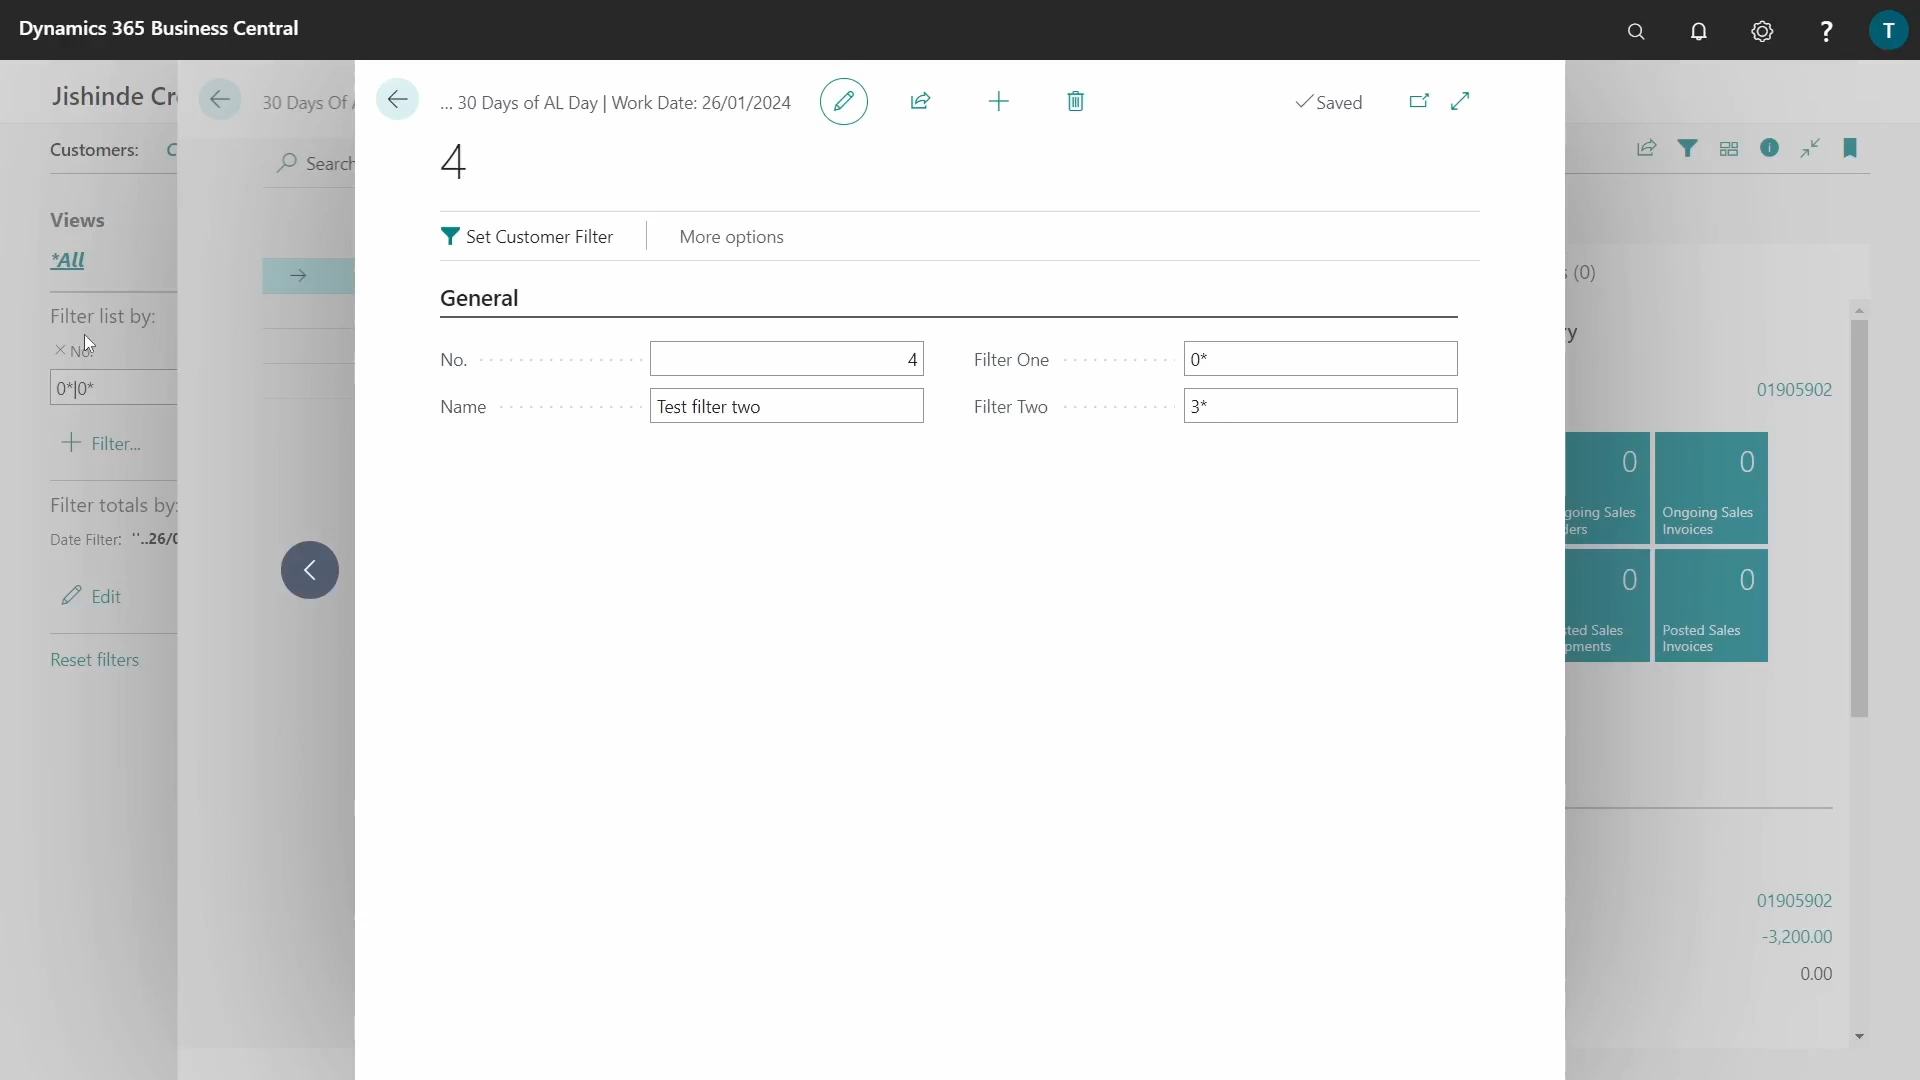 Dynamics 365 Business Central
T
Jishinde Cr
30 Days Of
... 30 Days of AL Day | Work Date: 26/01/2024
Saved
4
Customers:
Search
Set Customer Filter
More options
Views
*All
(0)
General
Filter list by:
× No.
0*|0*
No.
4
Filter One
0*
Name
Test filter two
Filter Two
3*
01905902
Filter...
0
0
Ongoing Sales
Invoices
Filter totals by:
Date Filter: ''..26/0
0
0
Edit
Posted Sales
Invoices
Reset filters
01905902
-3,200.00
0.00